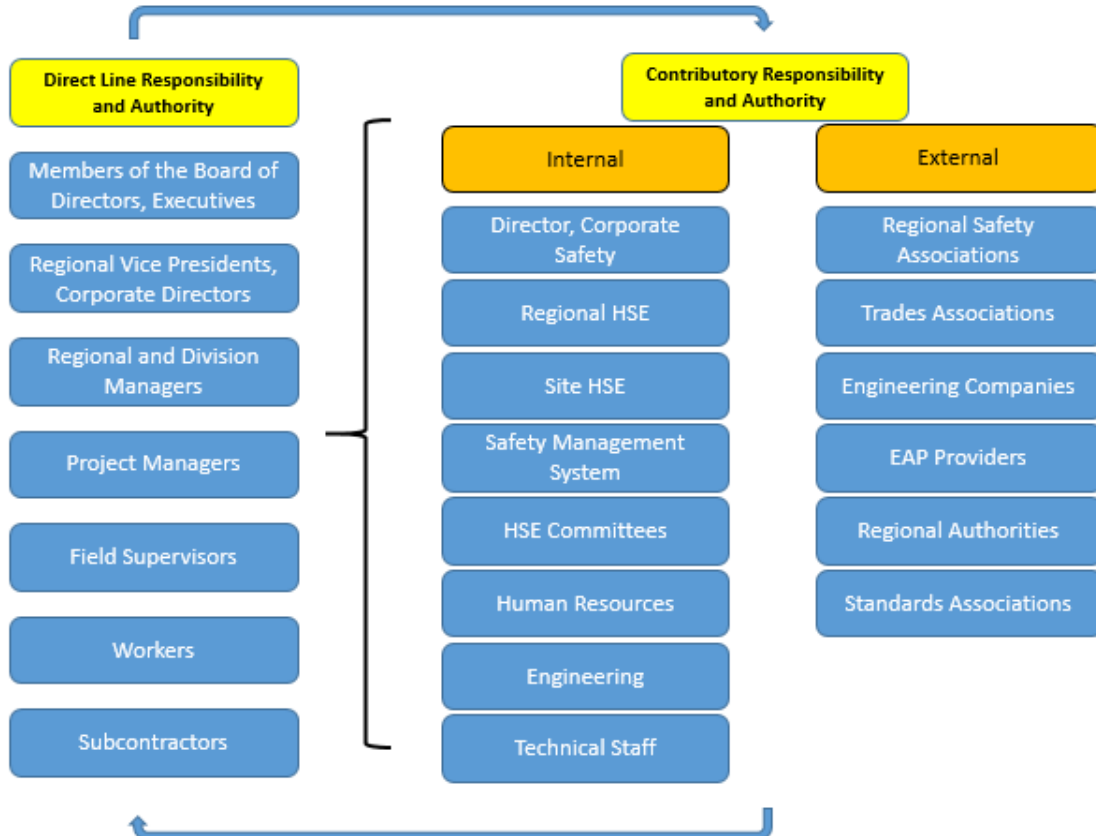 Direct Line Responsibility
and Authority
Members of the Board of
Directors, Executives
Regional Vice Presidents,
Corporate Directors
Regional and Division
Managers
Project Managers
Field Supervisors
Workers
Subcontractors
Contributory Responsibility
and Authority
Internal
Director, Corporate
Safety
Regional HSE
Site HSE
Safety Management
System
HSE Committees
Human Resources
Engineering
Technical Staff
External
Regional Safety
Associations
Trades Associations
Engineering Companies
EAP Providers
Regional Authorities
Standards Associations